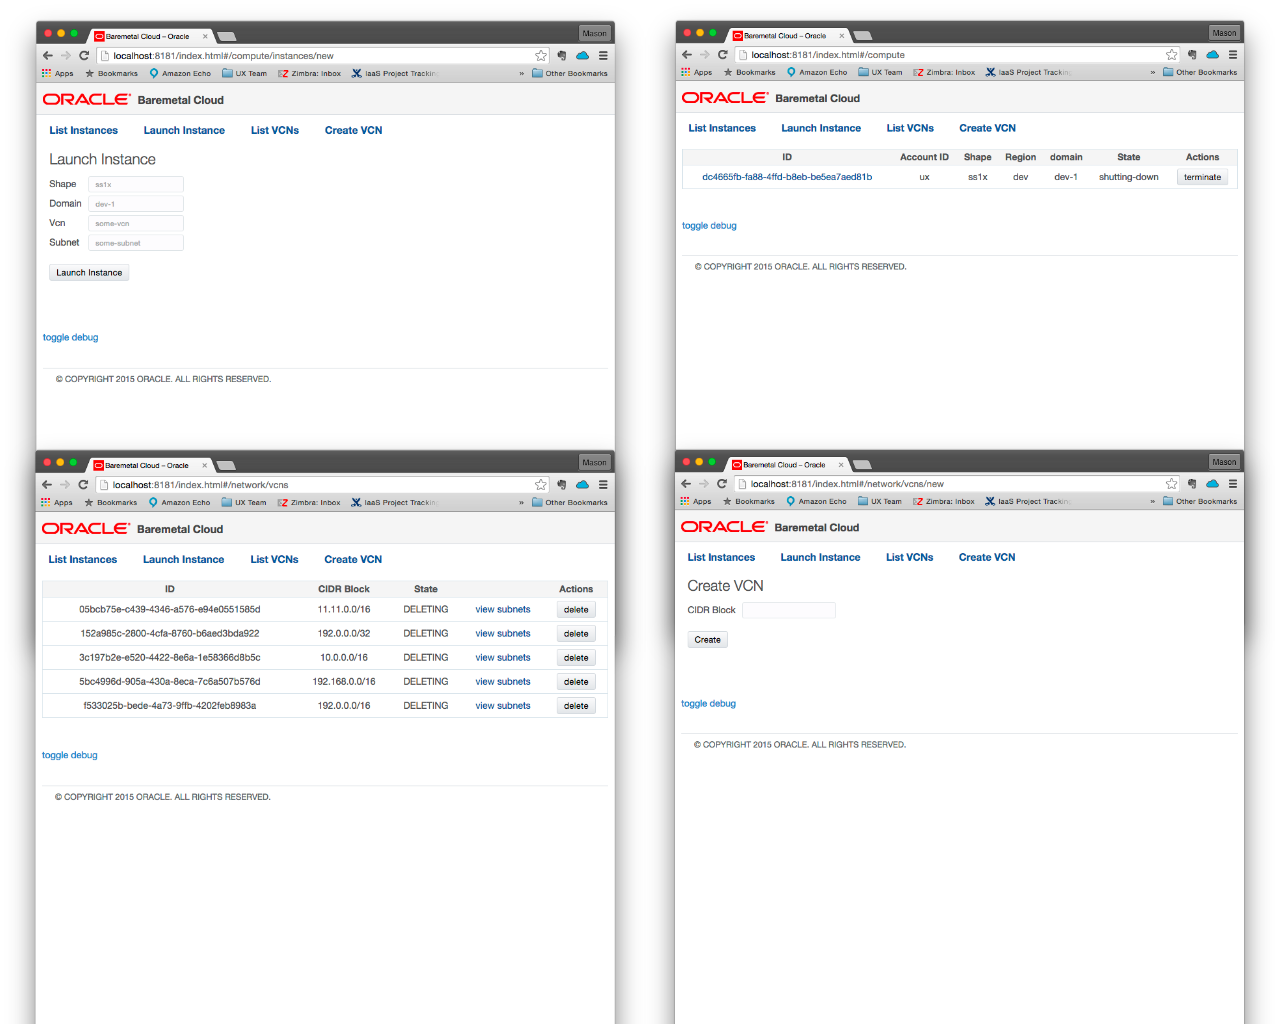 Baremetal Cloud – Oracle
Mason
localhost:8181/index.html#/compute/instances/new
Apps Bookmarks Amazon Echo UX Team Zimbra: Inbox IaaS Project Tracking » Other Bookmarks
ORACLE Baremetal Cloud
List Instances Launch Instance List VCNs Create VCN
Launch Instance
Shape ss1x
Domain dev-1
Vcn some-vcn
Subnet some-subnet
Launch Instance
toggle debug
© COPYRIGHT 2015 ORACLE. ALL RIGHTS RESERVED.
Baremetal Cloud – Oracle
Mason
localhost:8181/index.html#/compute
Apps Bookmarks Amazon Echo UX Team Zimbra: Inbox IaaS Project Tracking » Other Bookmarks
ORACLE Baremetal Cloud
List Instances Launch Instance List VCNs Create VCN
ID Account ID Shape Region domain State Actions
dc4665fb-fa88-4ffd-b8eb-be5ea7aed81b ux ss1x dev dev-1 shutting-down terminate
toggle debug
© COPYRIGHT 2015 ORACLE. ALL RIGHTS RESERVED.
Baremetal Cloud – Oracle
Mason
localhost:8181/index.html#/network/vcns
Apps Bookmarks Amazon Echo UX Team Zimbra: Inbox IaaS Project Tracking » Other Bookmarks
ORACLE Baremetal Cloud
List Instances Launch Instance List VCNs Create VCN
ID CIDR Block State Actions
05bcb75e-c439-4346-a576-e94e0551585d 11.11.0.0/16 DELETING view subnets delete
152a985c-2800-4cfa-8760-b6aed3bda922 192.0.0.0/32 DELETING view subnets delete
3c197b2e-e520-4422-8e6a-1e58366d8b5c 10.0.0.0/16 DELETING view subnets delete
5bc4996d-905a-430a-8eca-7c6a507b576d 192.168.0.0/16 DELETING view subnets delete
f533025b-bede-4a73-9ffb-4202feb8983a 192.0.0.0/16 DELETING view subnets delete
toggle debug
© COPYRIGHT 2015 ORACLE. ALL RIGHTS RESERVED.
Baremetal Cloud – Oracle
Mason
localhost:8181/index.html#/network/vcns/new
Apps Bookmarks Amazon Echo UX Team Zimbra: Inbox IaaS Project Tracking » Other Bookmarks
ORACLE Baremetal Cloud
List Instances Launch Instance List VCNs Create VCN
Create VCN
CIDR Block
Create
toggle debug
© COPYRIGHT 2015 ORACLE. ALL RIGHTS RESERVED.